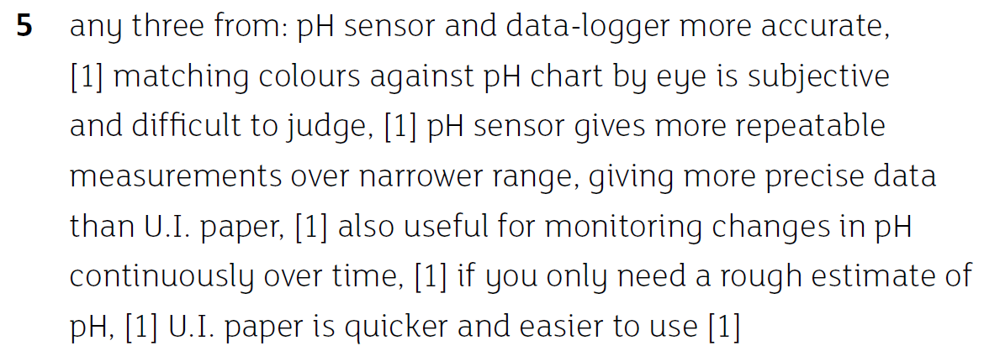 5 any three from: pH sensor and data-logger more accurate,
[1] matching colours against pH chart by eye is subjective
and difficult to judge, [1] pH sensor gives more repeatable
measurements over narrower range, giving more precise data
than U.I. paper, [1] also useful for monitoring changes in pH
continuously over time, [1] if you only need a rough estimate of
pH, [1] U.I. paper is quicker and easier to use [1]